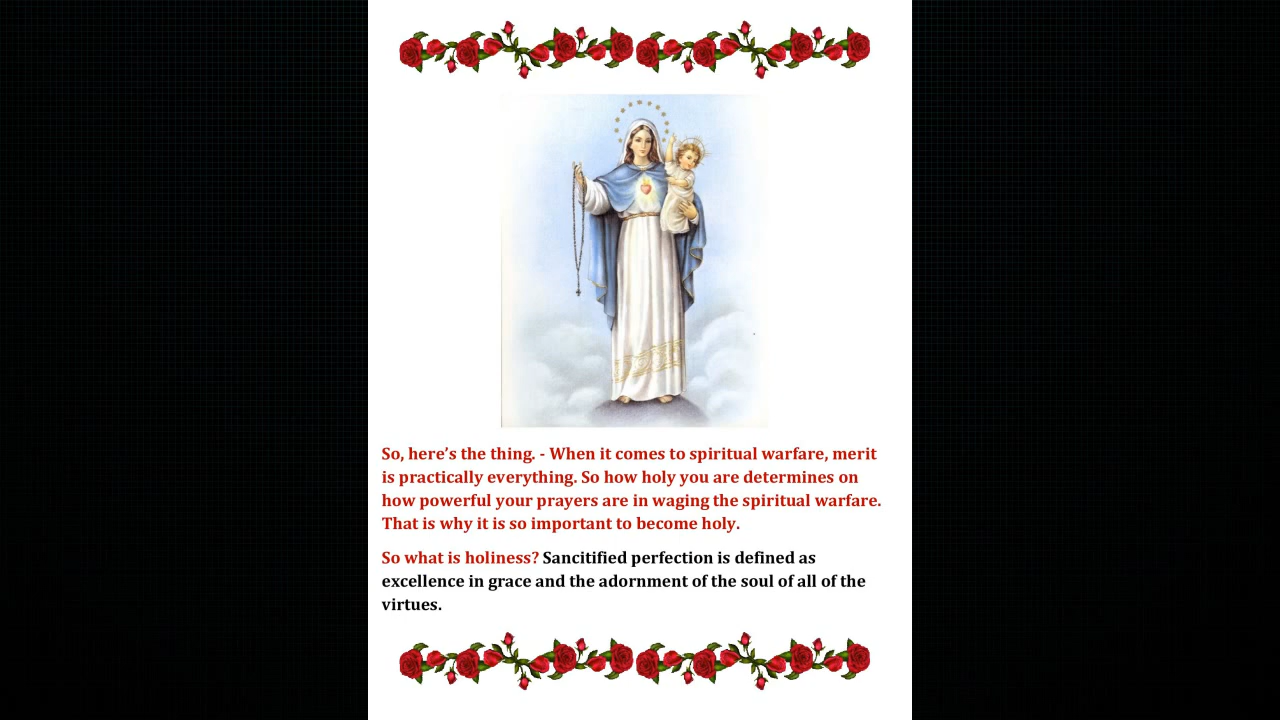 So, here’s the thing. - When it comes to spiritual warfare, merit
is practically everything. So how holy you are determines on
how powerful your prayers are in waging the spiritual warfare.
That is why it is so important to become holy.
So what is holiness? Sancitified perfection is defined as
excellence in grace and the adornment of the soul of all of the
virtues.